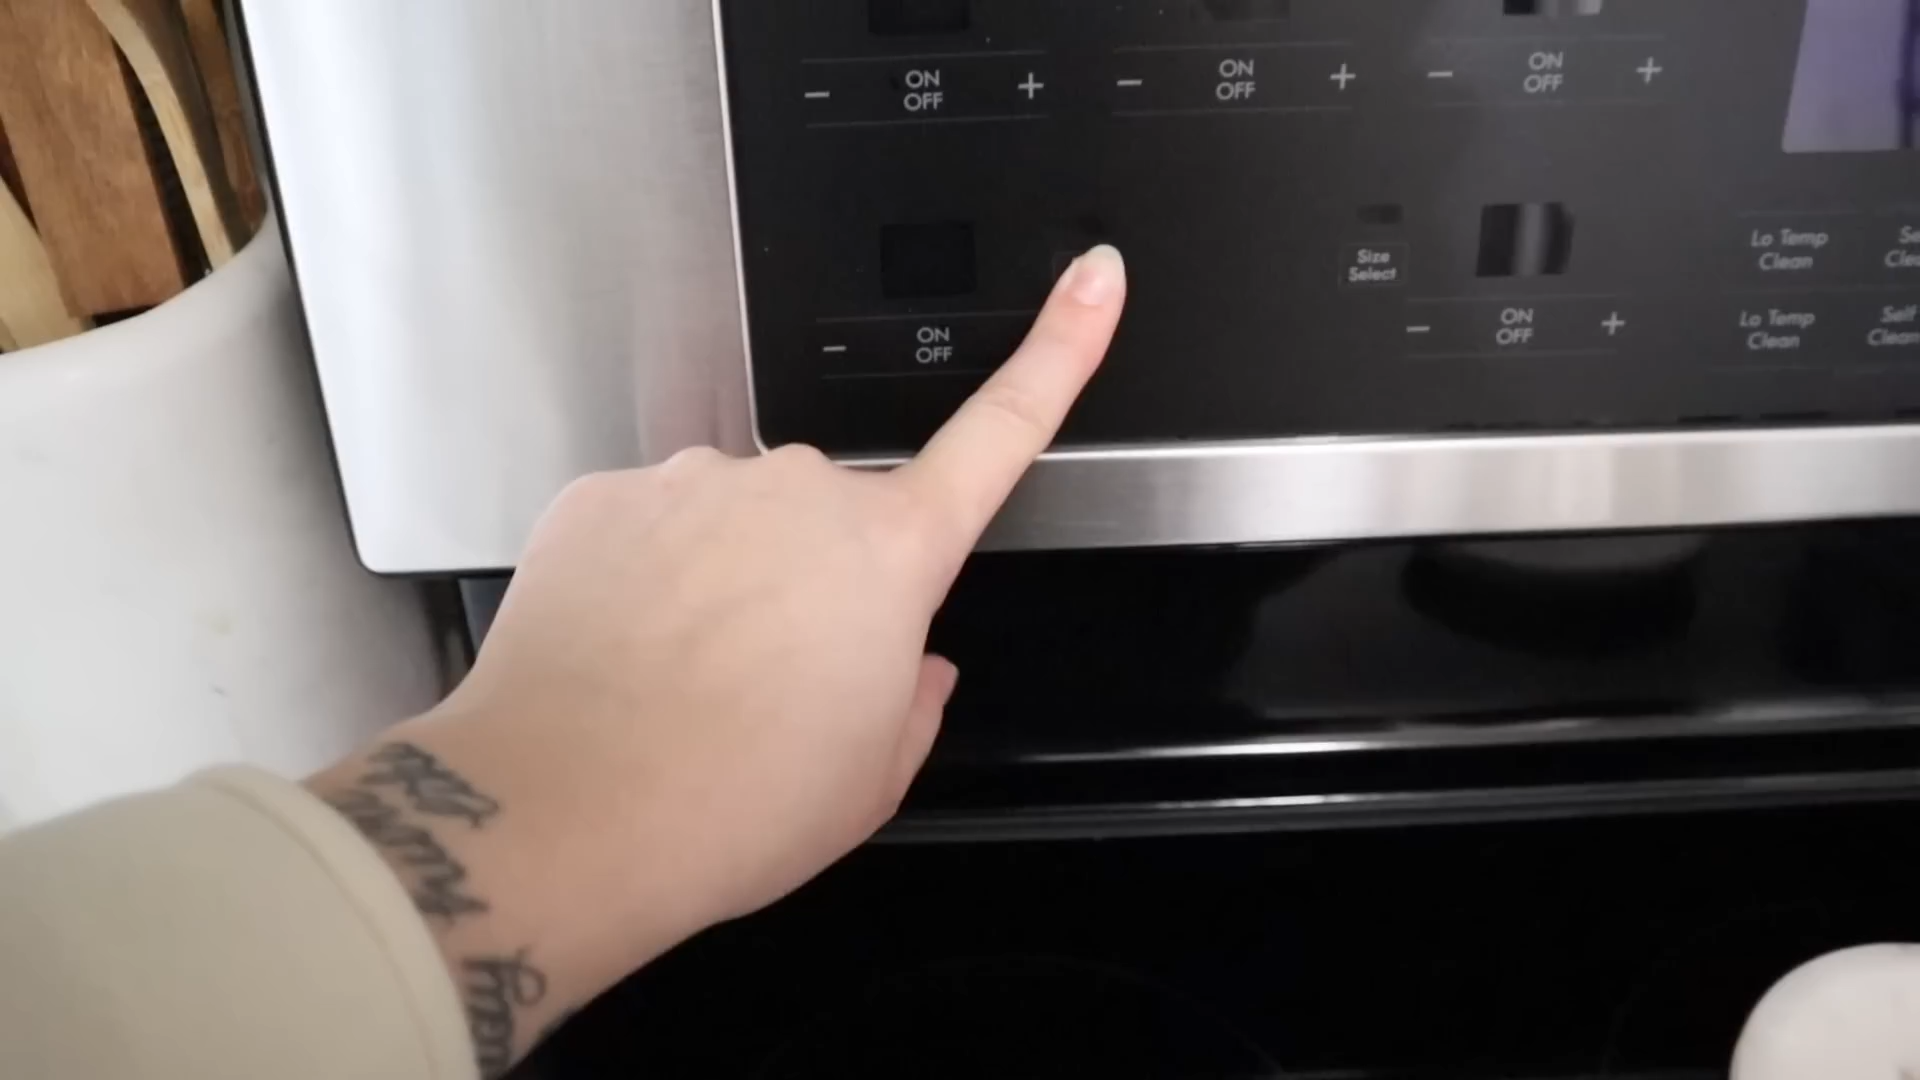 − ON OFF + − ON OFF + − ON OFF +
Size Select
Lo Temp Clean
− ON OFF
− ON OFF +
Lo Temp Clean
Self Clean